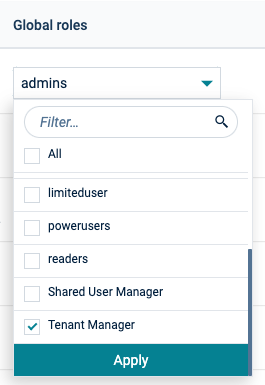 Global roles
admins
Filter...
All
limiteduser
powerusers
readers
Shared User Manager
Tenant Manager
Apply